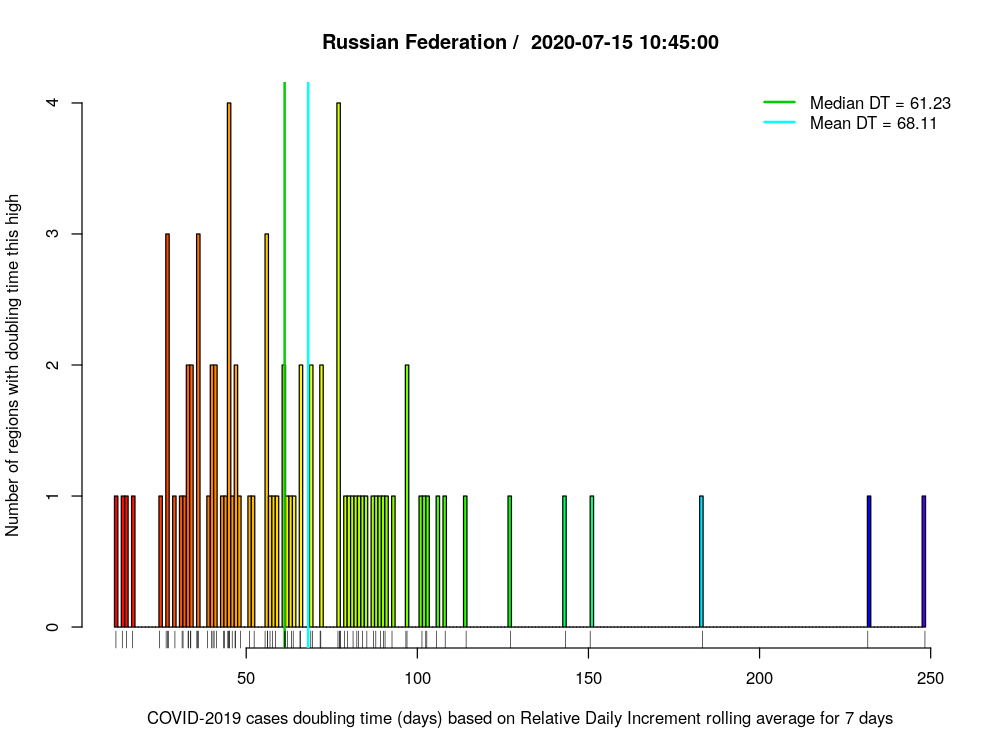 Russian Federation /  2020-07-15 10:45:00
Median DT = 61.23
Mean DT = 68.11
Number of regions with doubling time this high
4
3
2
1
0
50 100 150 200 250
COVID-2019 cases doubling time (days) based on Relative Daily Increment rolling average for 7 days